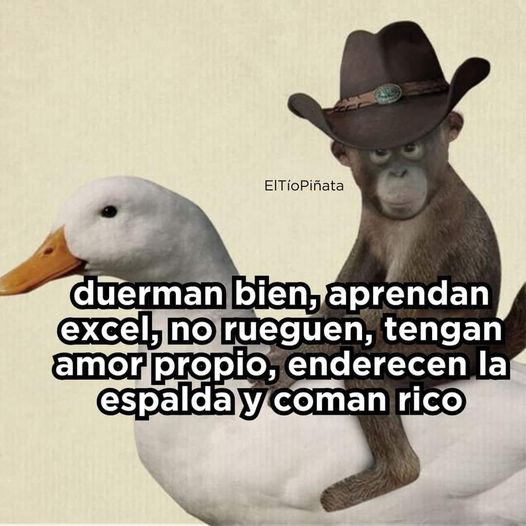 ElTíoPiñata
duerman bien, aprendan
excel, no rueguen, tengan
amor propio, enderecen la
espalda y coman rico